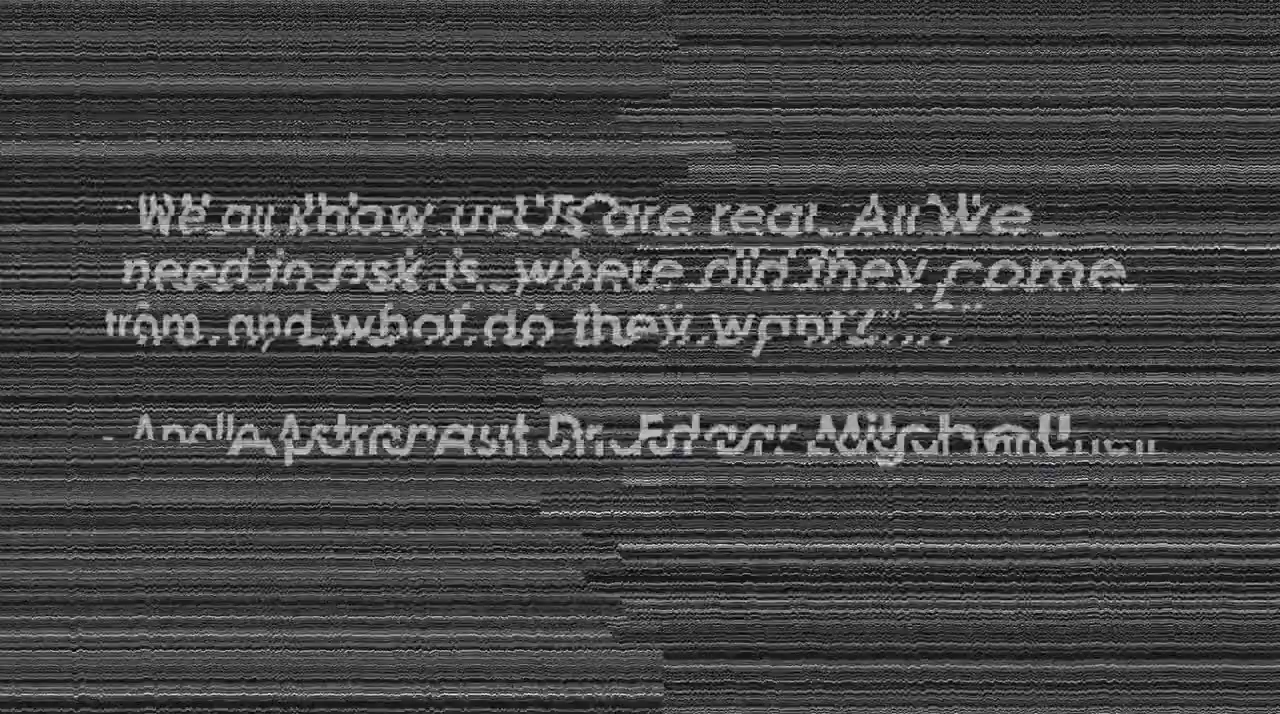 "We all know UFOs are real. All We
need to ask is, where did they come
from, and what do they want?"
- Apollo Astronaut Dr. Edgar Mitchell